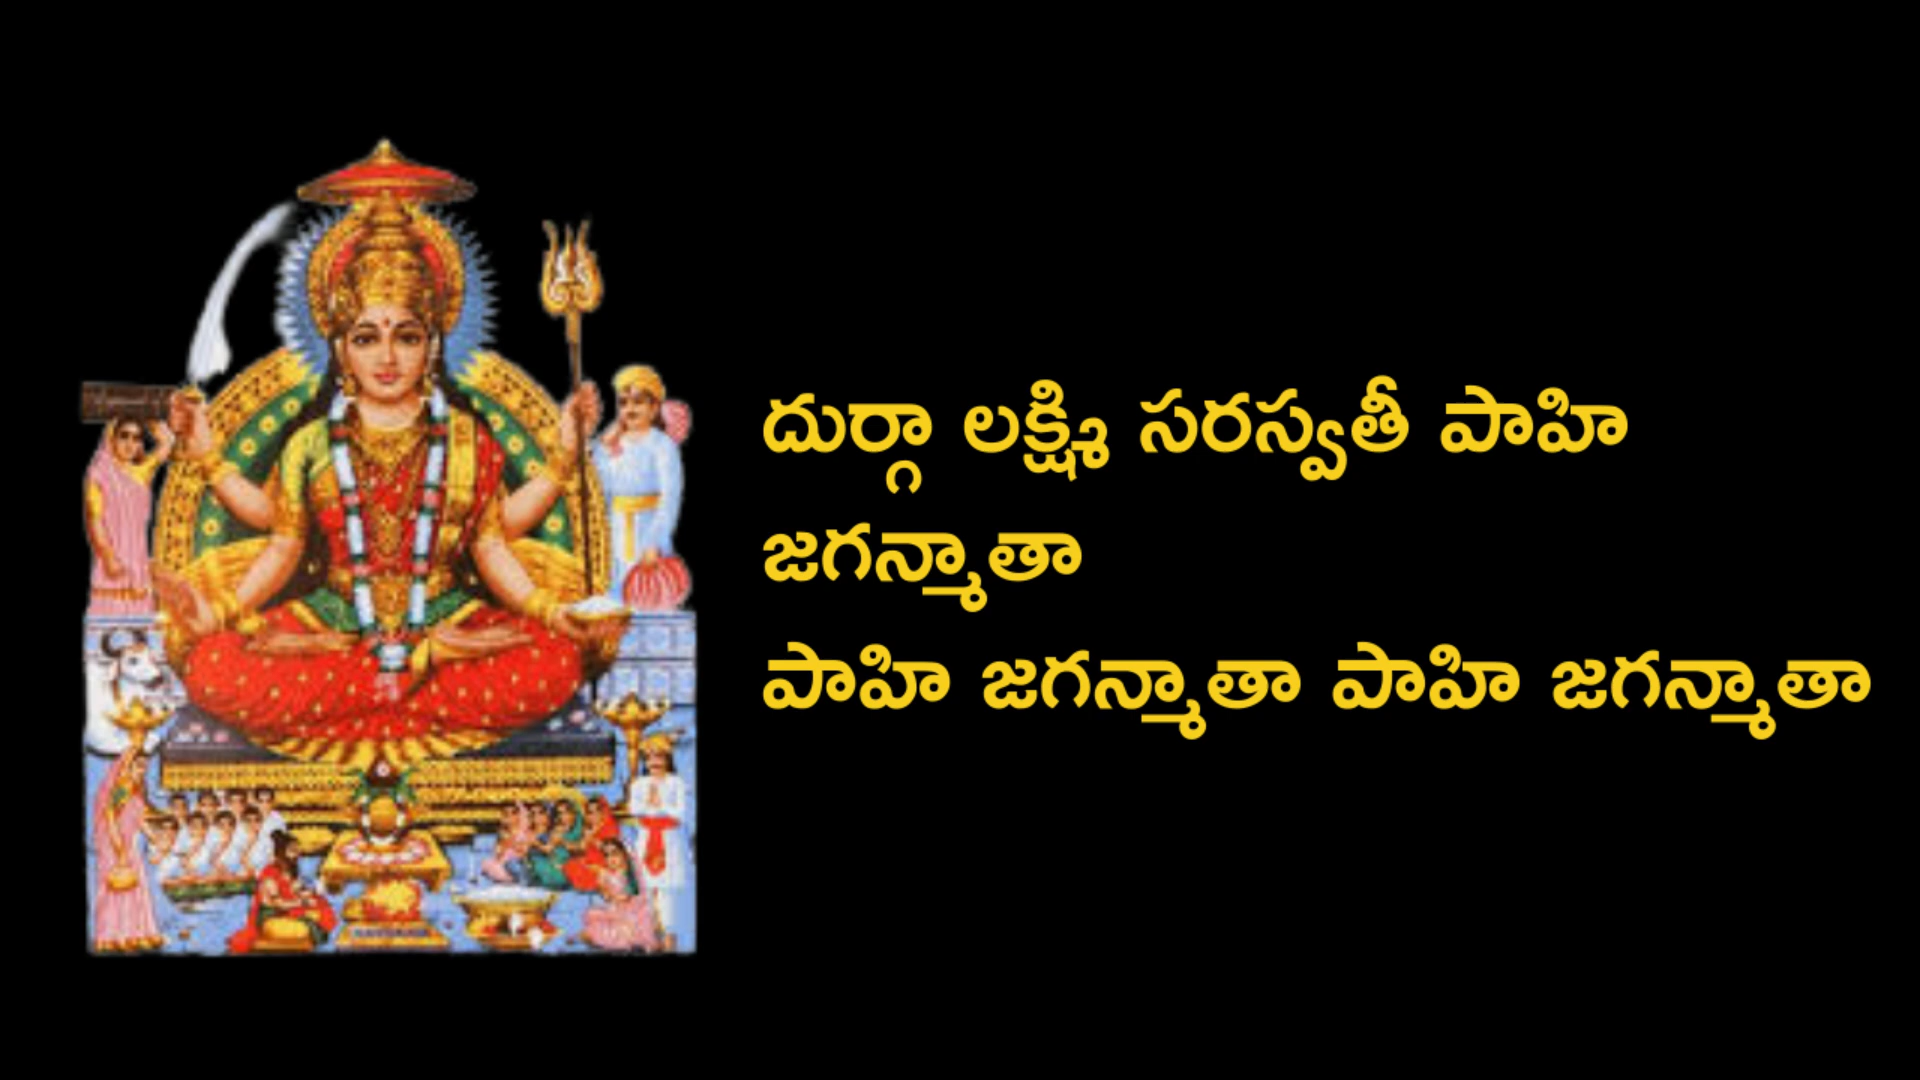 దుర్గా లక్ష్మి సరస్వతీ పాహి
జగన్మాతా
పాహి జగన్మాతా పాహి జగన్మాతా